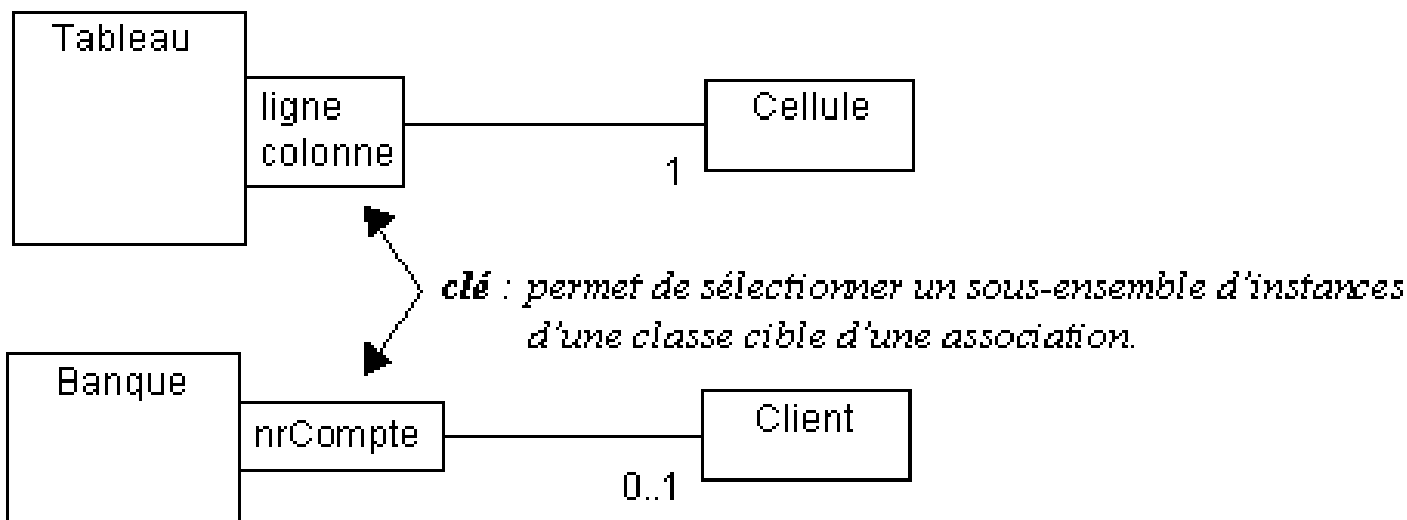 Tableau
ligne
colonne
Cellule
1
clé : permet de sélectionner un sous-ensemble d'instances
d'une classe cible d'une association.
Banque
nrCompte
Client
0..1